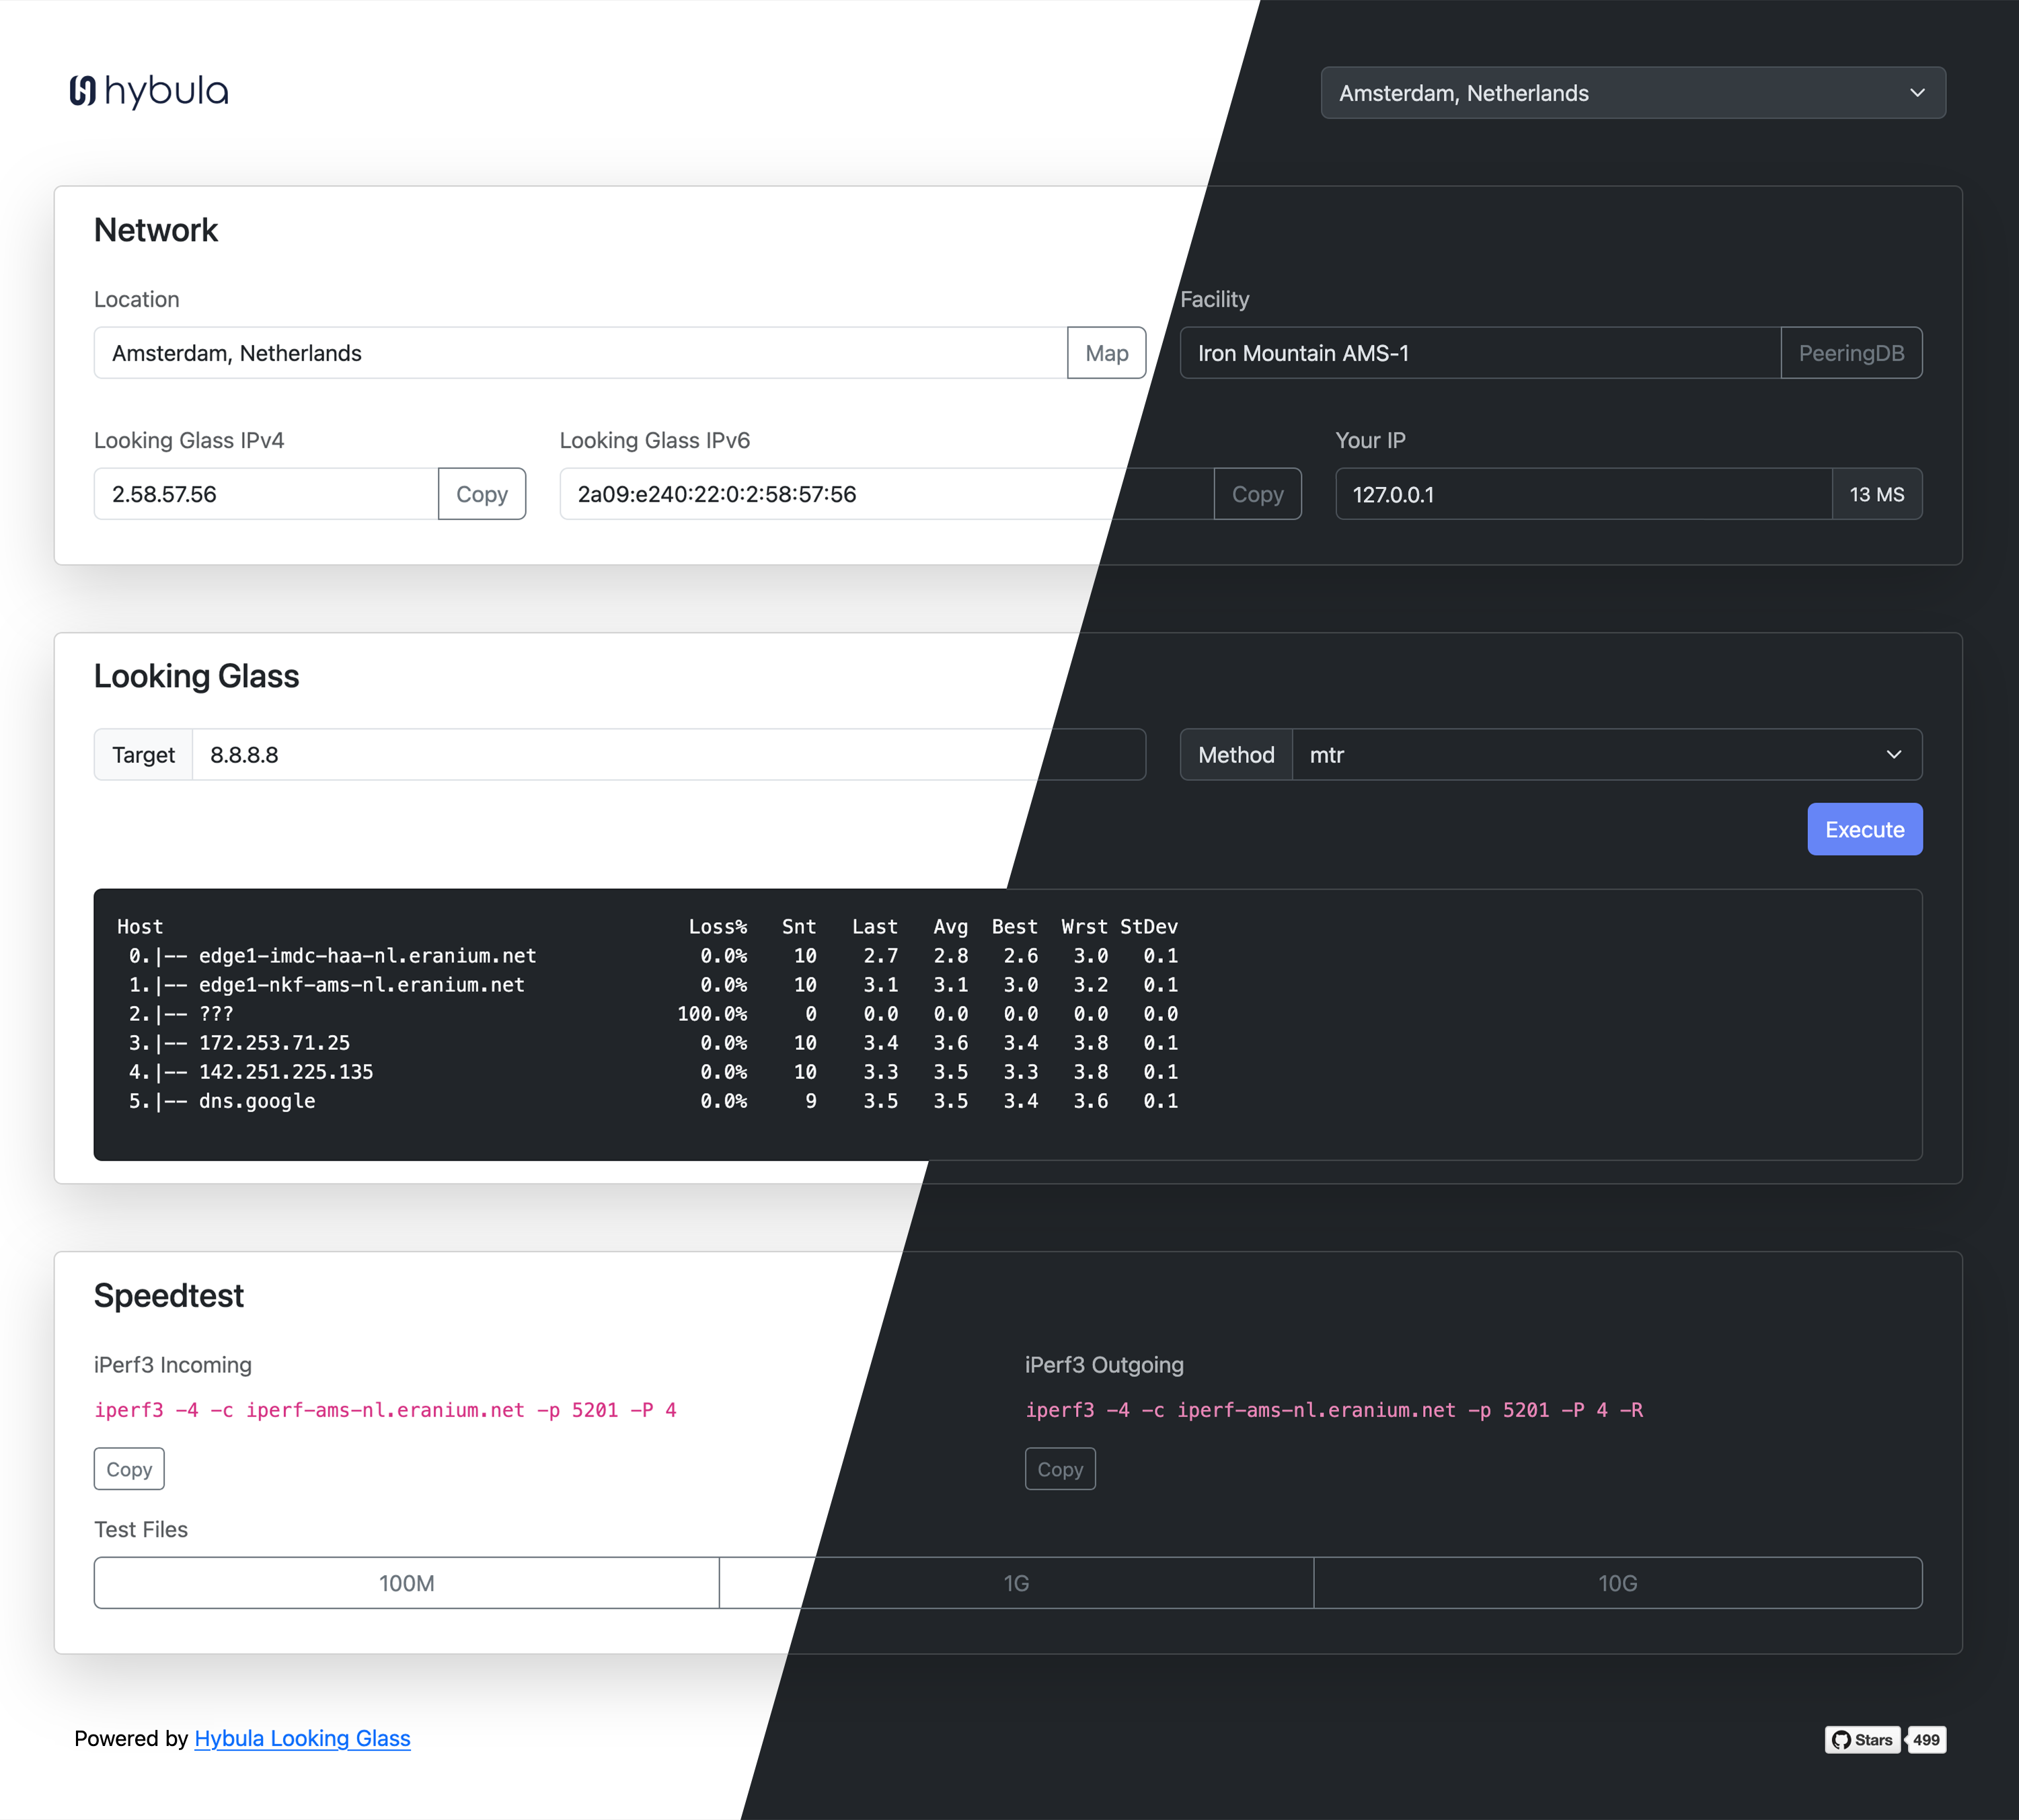 hybula
Amsterdam, Netherlands
Network
Location
Amsterdam, Netherlands Map
Facility
Iron Mountain AMS-1 PeeringDB
Looking Glass IPv4
2.58.57.56 Copy
Looking Glass IPv6
2a09:e240:22:0:2:58:57:56 Copy
Your IP
127.0.0.1 13 MS
Looking Glass
Target 8.8.8.8
Method mtr
Execute
Host Loss% Snt Last Avg Best Wrst StDev
0.|-- edge1-imdc-haa-nl.eranium.net 0.0% 10 2.7 2.8 2.6 3.0 0.1
1.|-- edge1-nkf-ams-nl.eranium.net 0.0% 10 3.1 3.1 3.0 3.2 0.1
2.|-- ??? 100.0% 0 0.0 0.0 0.0 0.0 0.0
3.|-- 172.253.71.25 0.0% 10 3.4 3.6 3.4 3.8 0.1
4.|-- 142.251.225.135 0.0% 10 3.3 3.5 3.3 3.8 0.1
5.|-- dns.google 0.0% 9 3.5 3.5 3.4 3.6 0.1
Speedtest
iPerf3 Incoming
iperf3 -4 -c iperf-ams-nl.eranium.net -p 5201 -P 4
Copy
iPerf3 Outgoing
iperf3 -4 -c iperf-ams-nl.eranium.net -p 5201 -P 4 -R
Copy
Test Files
100M 1G 10G
Powered by Hybula Looking Glass
Stars 499